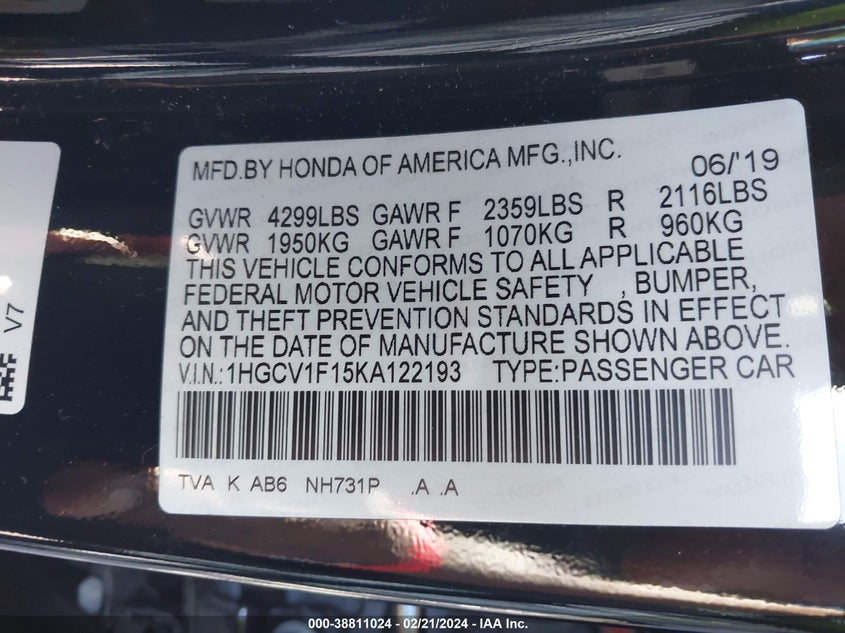 MFD.BY HONDA OF AMERICA MFG.,INC. 06/'19
GVWR 4299LBS GAWR F 2359LBS R 2116LBS
GVWR 1950KG GAWR F 1070KG R 960KG
THIS VEHICLE CONFORMS TO ALL APPLICABLE
FEDERAL MOTOR VEHICLE SAFETY , BUMPER,
AND THEFT PREVENTION STANDARDS IN EFFECT
ON THE DATE OF MANUFACTURE SHOWN ABOVE.
V.I.N.:1HGCV1F15KA122193 TYPE:PASSENGER CAR
TVA K AB6 NH731P .A .A
V7
000-38811024 - 02/21/2024 - IAA Inc.